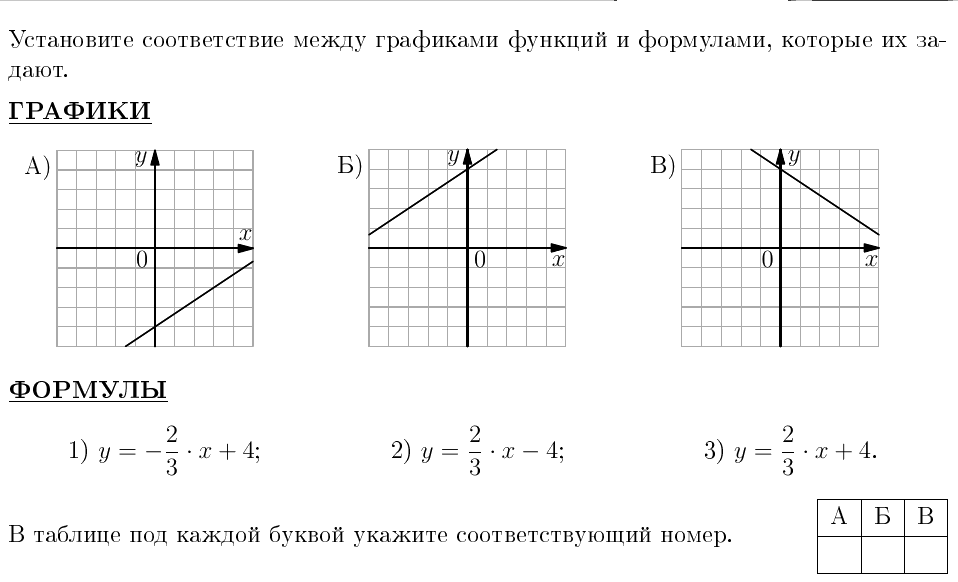 Установите соответствие между графиками функций и формулами, которые их за-
дают.
ГРАФИКИ
А) y x 0 Б) y 0 x В) y 0 x
ФОРМУЛЫ
1) y = −2/3 · x + 4; 2) y = 2/3 · x − 4; 3) y = 2/3 · x + 4.
В таблице под каждой буквой укажите соответствующий номер.
А Б В